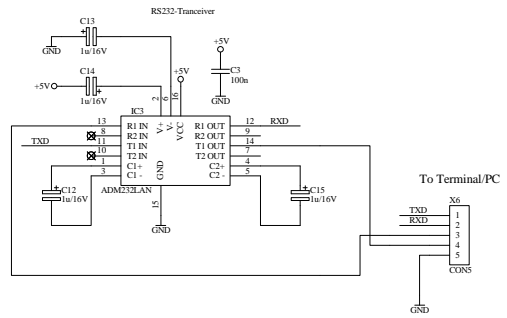 RS232-Tranceiver
C13
1u/16V
GND
+5V
C3
100n
GND
C14
+5V
1u/16V
+5V
2
6
16
IC3
V+
V-
VCC
13
R1 IN
R1 OUT
12
RXD
8
R2 IN
R2 OUT
9
TXD
11
T1 IN
T1 OUT
14
10
T2 IN
T2 OUT
7
1
C1+
C2+
4
3
C1 -
C2 -
5
GND
ADM232LAN
15
GND
C12
1u/16V
C15
1u/16V
To Terminal/PC
X6
TXD
1
RXD
2
3
4
5
CON5
GND